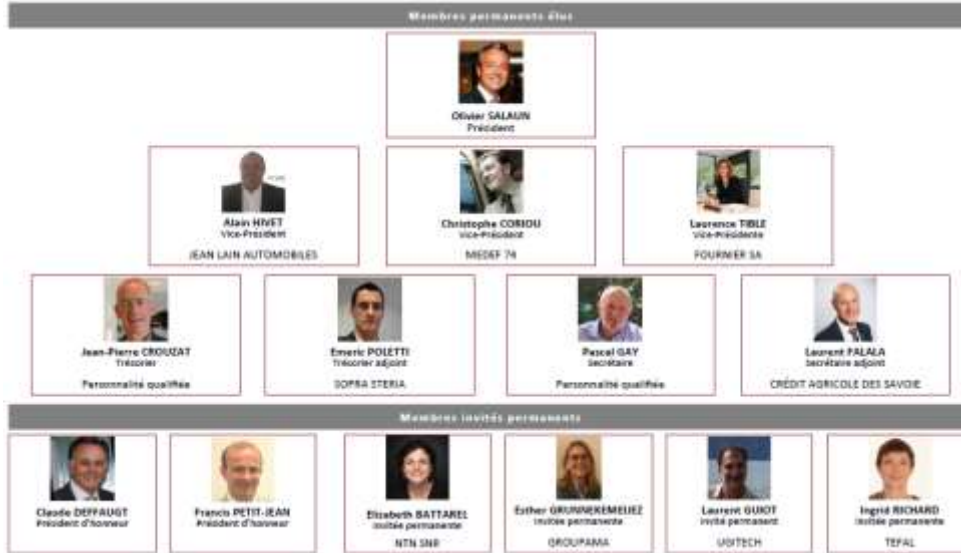 Membres permanents élus
Olivier SALAUN
Président
Alain HIVET
Vice-Président
JEAN LAIN AUTOMOBILES
Christophe CORIOU
Vice-Président
MEDEF 74
Laurence TIBLE
Vice-Présidente
FOURNIER SA
Jean-Pierre CROUZAT
Trésorier
Personnalité qualifiée
Emeric POLETTI
Trésorier adjoint
SOPRA STERIA
Pascal GAY
Secrétaire
Personnalité qualifiée
Laurent FALALA
Secrétaire adjoint
CRÉDIT AGRICOLE DES SAVOIE
Membres invités permanents
Claude DEFFAUGT
Président d'honneur
Francis PETIT-JEAN
Président d'honneur
Elizabeth BATTAREL
Invitée permanente
NTN SNR
Esther GRUNNEKEMEIJEZ
Invitée permanente
GROUPAMA
Laurent GUIOT
Invité permanent
UGITECH
Ingrid RICHARD
Invitée permanente
TEFAL